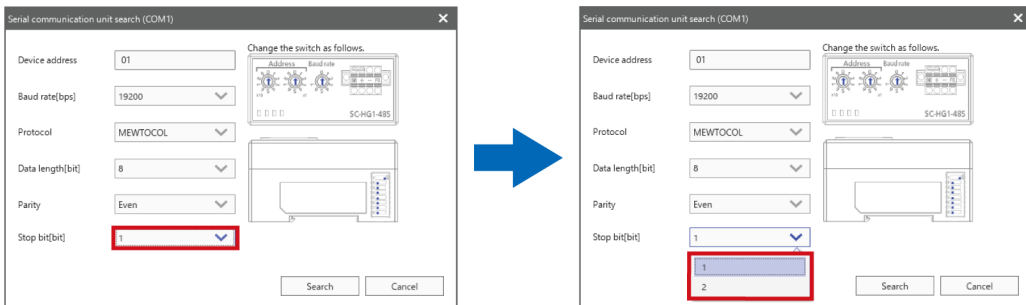 Serial communication unit search (COM1)
Device address
01
Change the switch as follows.
Address
Baud rate
Baud rate[bps]
19200
SC-HG1-485
Protocol
MEWTOCOL
Data length[bit]
8
Parity
Even
Stop bit[bit]
1
Search
Cancel
Serial communication unit search (COM1)
Device address
01
Change the switch as follows.
Address
Baud rate
Baud rate[bps]
19200
SC-HG1-485
Protocol
MEWTOCOL
Data length[bit]
8
Parity
Even
Stop bit[bit]
1
1
2
Search
Cancel